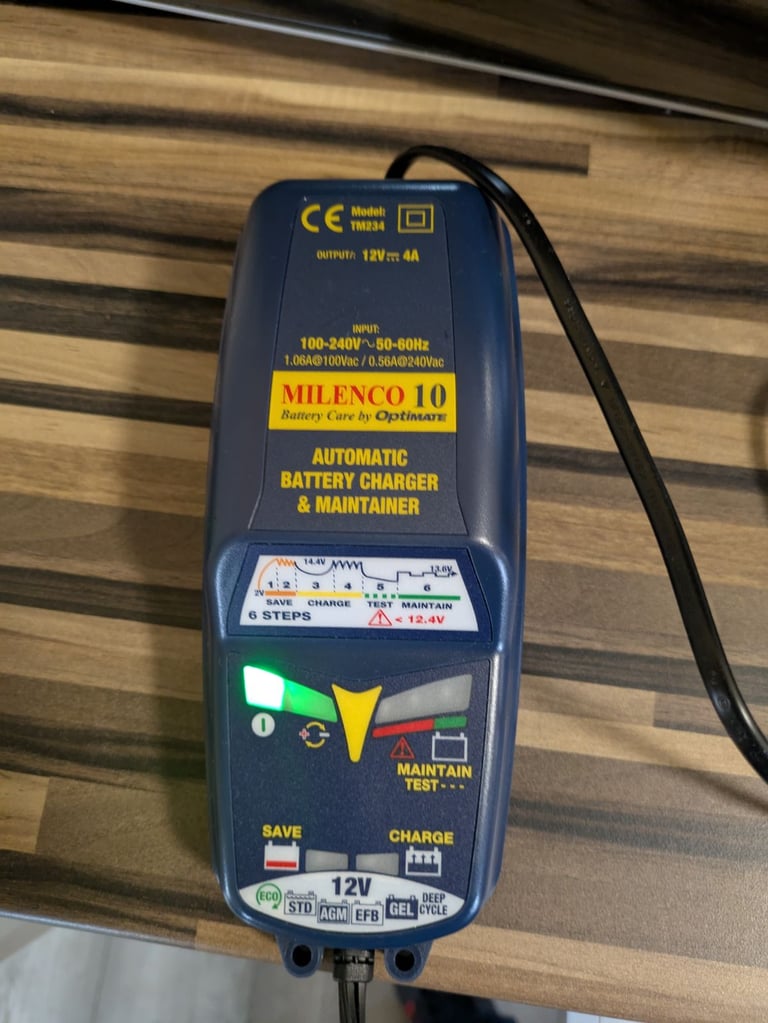 CE Model:
TM234
OUTPUT: 12V⎓4A
INPUT:
100-240V~50-60Hz
1.06A@100Vac / 0.56A@240Vac
MILENCO 10
Battery Care by OptiMATE
AUTOMATIC
BATTERY CHARGER
& MAINTAINER
14.4V
13.6V
2V
1 2 3 4 5 6
SAVE CHARGE TEST MAINTAIN
6 STEPS
< 12.4V
MAINTAIN
TEST---
SAVE CHARGE
12V
ECO STD AGM EFB GEL DEEP
CYCLE